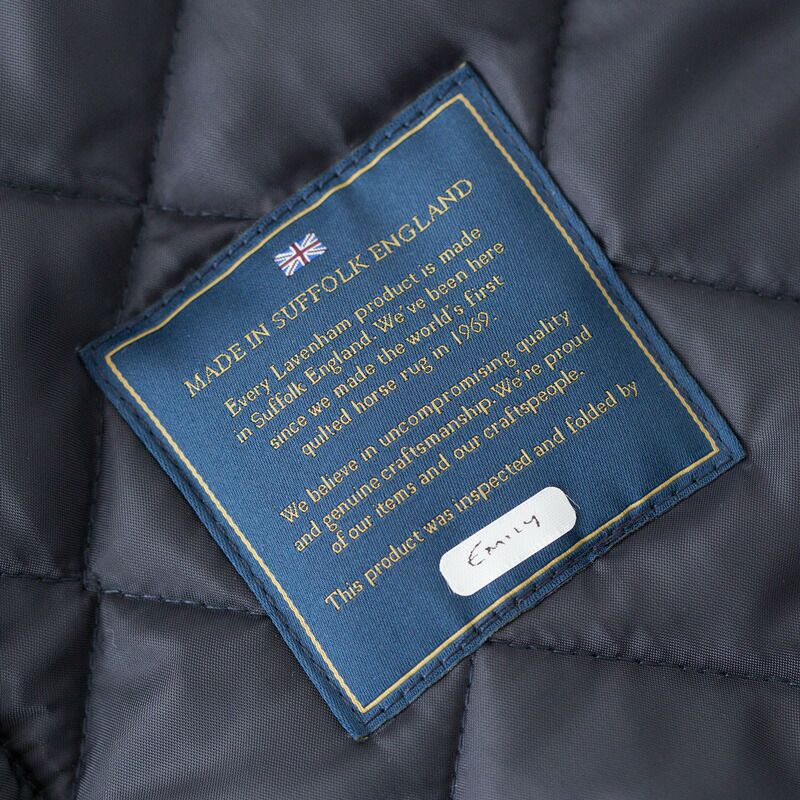 MADE IN SUFFOLK ENGLAND
Every Lavenham product is made
in Suffolk England. We've been here
since we made the world's first
quilted horse rug in 1969.
We believe in uncompromising quality
and genuine craftsmanship. We're proud
of our items and our craftspeople.
This product was inspected and folded by
EMILY